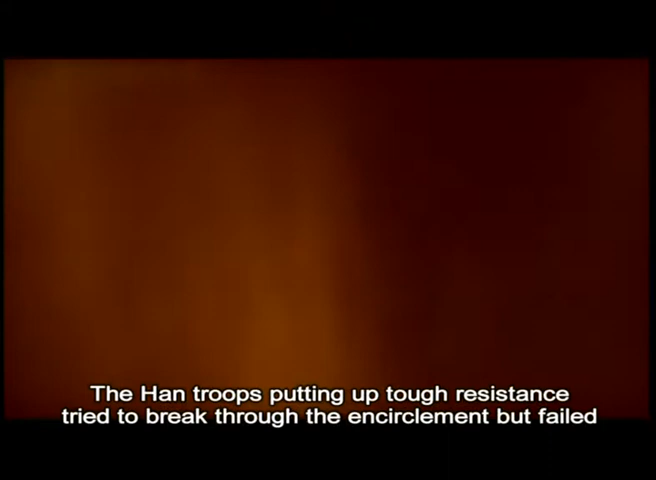 The Han troops putting up tough resistance
tried to break through the encirclement but failed